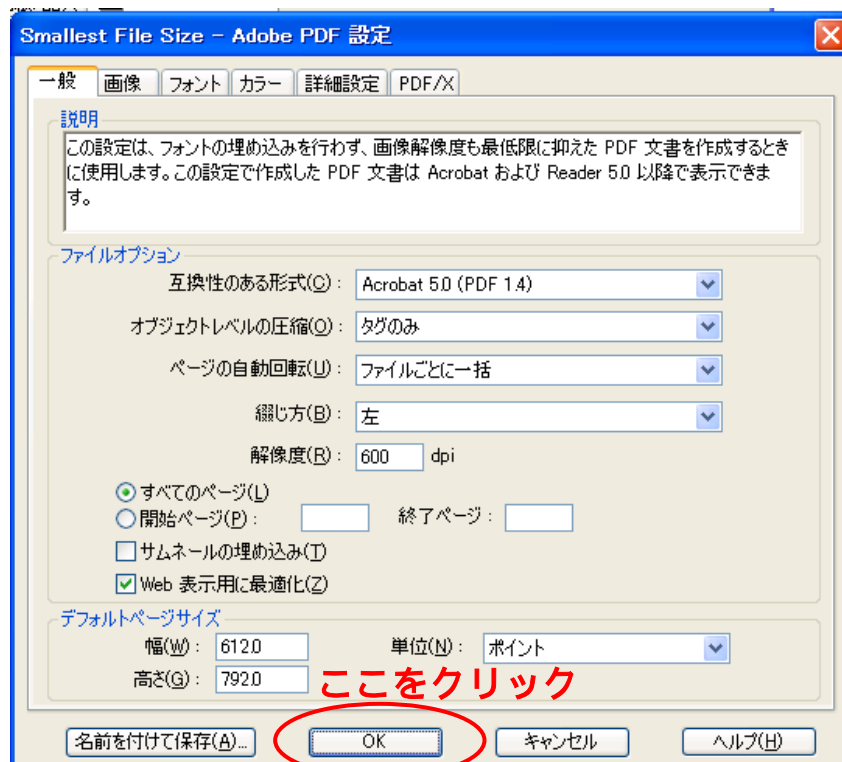 Smallest File Size - Adobe PDF 設定
一般 画像 フォント カラー 詳細設定 PDF/X
説明
この設定は、フォントの埋め込みを行わず、画像解像度も最低限に抑えた PDF 文書を作成するとき
に使用します。この設定で作成した PDF 文書は Acrobat および Reader 5.0 以降で表示できま
す。
ファイルオプション
互換性のある形式(C): Acrobat 5.0 (PDF 1.4)
オブジェクトレベルの圧縮(O): タグのみ
ページの自動回転(U): ファイルごとに一括
綴じ方(B): 左
解像度(R): 600 dpi
すべてのページ(L)
開始ページ(P): 終了ページ:
サムネールの埋め込み(T)
Web 表示用に最適化(Z)
デフォルトページサイズ
幅(W): 612.0 単位(N): ポイント
高さ(G): 792.0
ここをクリック
名前を付けて保存(A)... OK キャンセル ヘルプ(H)